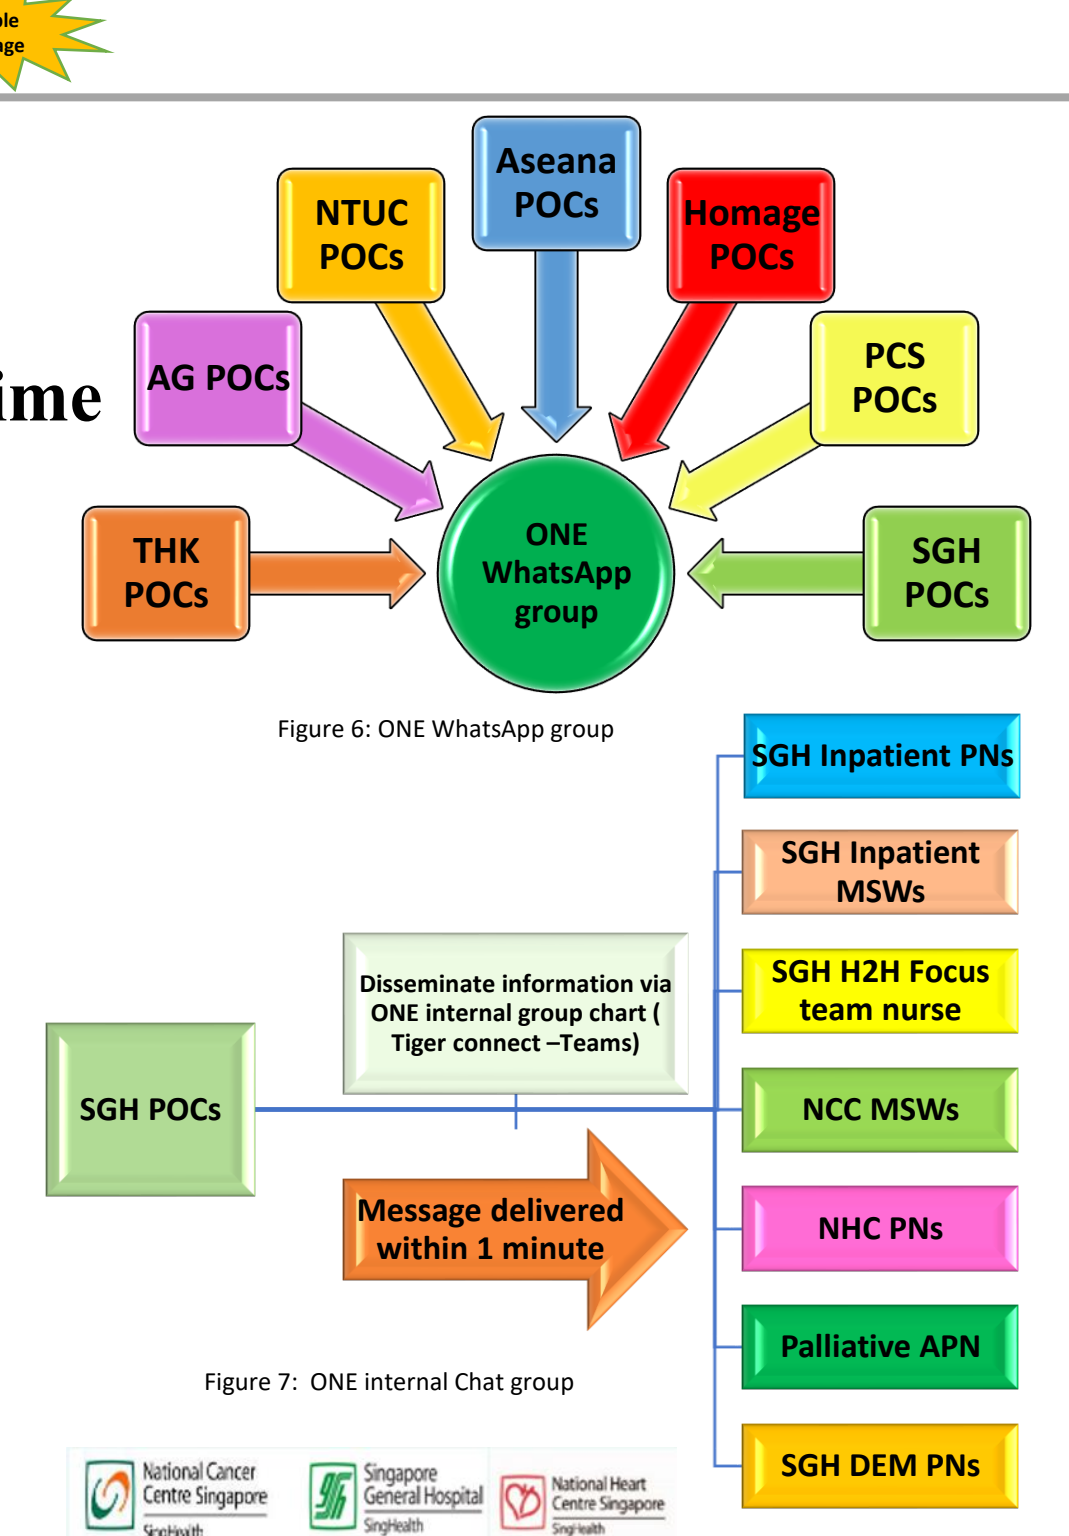 Aseana
POCs
NTUC
POCs
Homage
POCs
AG POCs
PCS
POCs
THK
POCs
SGH
POCs
ONE
WhatsApp
group
Figure 6: ONE WhatsApp group
SGH Inpatient PNs
SGH Inpatient
MSWs
Disseminate information via
ONE internal group chart (
Tiger connect –Teams)
SGH H2H Focus
team nurse
SGH POCs
NCC MSWs
Message delivered
within 1 minute
NHC PNs
Palliative APN
Figure 7:  ONE internal Chat group
SGH DEM PNs
National Cancer
Centre Singapore
SingHealth
Singapore
General Hospital
SingHealth
National Heart
Centre Singapore
SingHealth